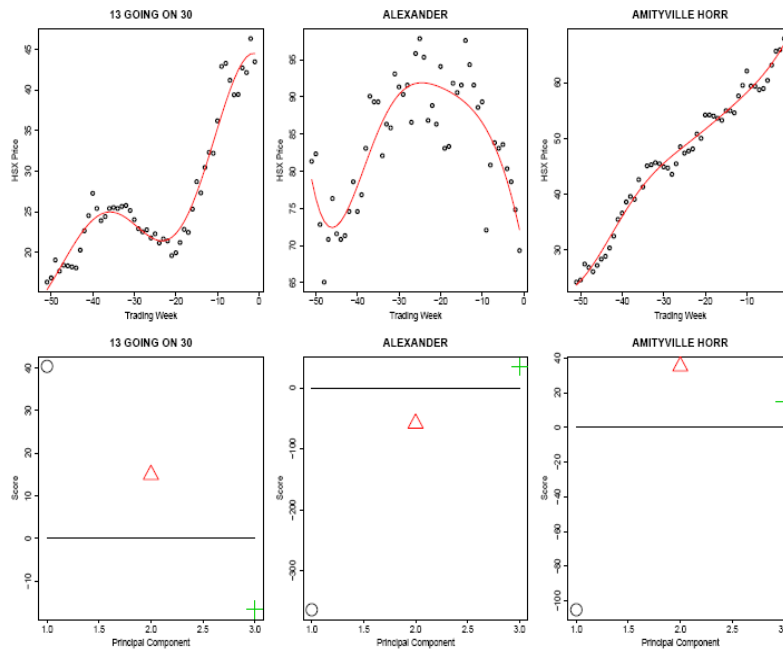 13 GOING ON 30
ALEXANDER
AMITYVILLE HORR
HSX Price
20 25 30 35 40 45
−50 −40 −30 −20 −10 0
Trading Week
HSX Price
65 70 75 80 85 90 95
−50 −40 −30 −20 −10 0
Trading Week
HSX Price
30 40 50 60
−50 −40 −30 −20 −10
Trading Week
13 GOING ON 30
ALEXANDER
AMITYVILLE HORR
Score
−10 0 10 20 30 40
1.0 1.5 2.0 2.5 3.0
Principal Component
Score
−300 −200 −100 0
1.0 1.5 2.0 2.5 3.0
Principal Component
Score
−100 −80 −60 −40 −20 0 20 40
1.0 1.5 2.0 2.5 3.
Principal Component